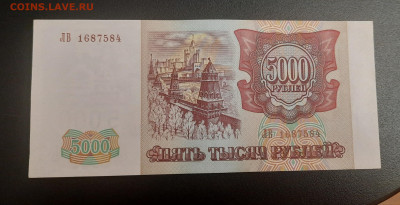 COINS.LAVE.RU
ЛВ 1687584
5000
РУБЛЕЙ
ЛВ 1687584
5000
ПЯТЬ ТЫСЯЧ РУБЛЕЙ